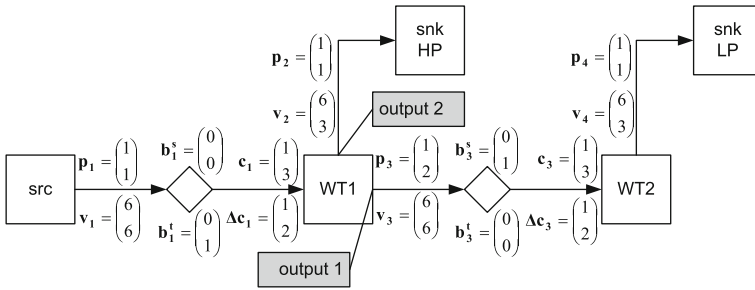 snk
HP
p₂ = (1 1)
snk
LP
p₄ = (1 1)
v₂ = (6 3)
output 2
v₄ = (6 3)
src
p₁ = (1 1)
b₁ˢ = (0 0)
c₁ = (1 3)
WT1
p₃ = (1 2)
b₃ˢ = (0 1)
c₃ = (1 3)
WT2
v₁ = (6 6)
b₁ᵗ = (0 1)
Δc₁ = (1 2)
v₃ = (6 6)
b₃ᵗ = (0 0)
Δc₃ = (1 2)
output 1